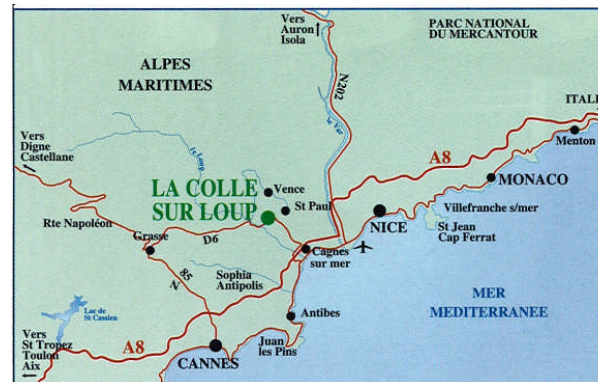 Vers
Auron
Isola
PARC NATIONAL
DU MERCANTOUR
ALPES
MARITIMES
N202
le Var
ITALI
Vers
Digne
Castellane
le Loup
A8
Menton
MONACO
LA COLLE
SUR LOUP
Vence
St Paul
Villefranche s/mer
NICE
St Jean
Cap Ferrat
Rte Napoléon
D6
Grasse
Cagnes
sur mer
Sophia
Antipolis
85
N
MER
MEDITERRANEE
Lac de
St Cassien
Antibes
Vers
St Tropez
Toulon
Aix
A8
CANNES
Juan
les Pins